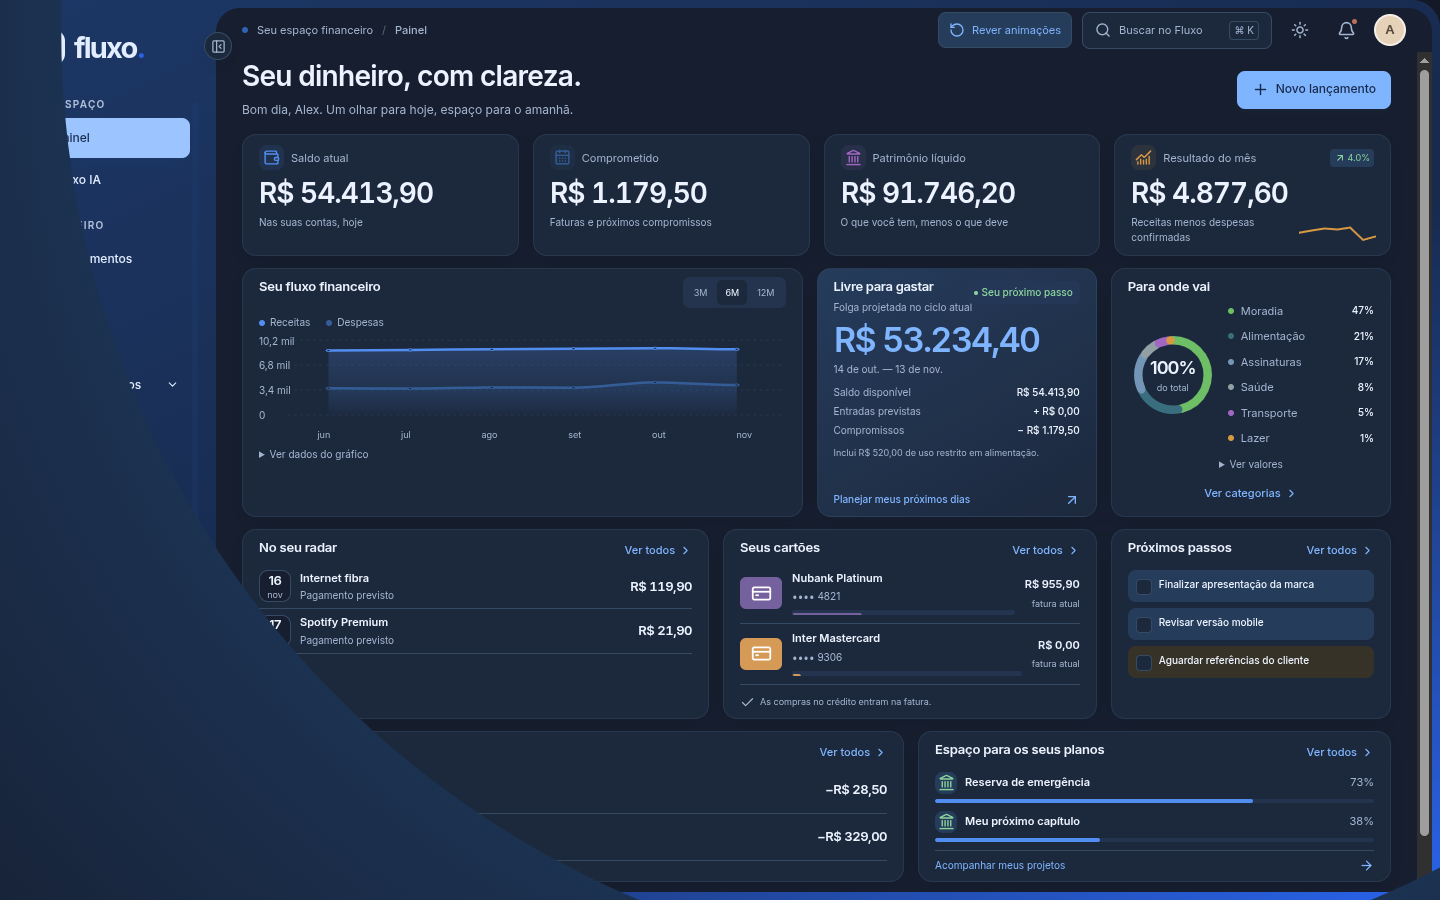 fluxo.
ESPAÇO
Seu espaço financeiro / Painel
Rever animações
Buscar no Fluxo
⌘ K
A
Seu dinheiro, com clareza.
Bom dia, Alex. Um olhar para hoje, espaço para o amanhã.
Novo lançamento
Saldo atual
R$ 54.413,90
Nas suas contas, hoje
Comprometido
R$ 1.179,50
Faturas e próximos compromissos
Patrimônio líquido
R$ 91.746,20
O que você tem, menos o que deve
Resultado do mês
4.0%
R$ 4.877,60
Receitas menos despesas
confirmadas
Seu fluxo financeiro
3M 6M 12M
Receitas Despesas
10,2 mil
6,8 mil
3,4 mil
0
jun jul ago set out nov
Ver dados do gráfico
Livre para gastar
Seu próximo passo
Folga projetada no ciclo atual
R$ 53.234,40
14 de out. — 13 de nov.
Saldo disponível R$ 54.413,90
Entradas previstas + R$ 0,00
Compromissos − R$ 1.179,50
Inclui R$ 520,00 de uso restrito em alimentação.
Planejar meus próximos dias
Para onde vai
100%
do total
Moradia 47%
Alimentação 21%
Assinaturas 17%
Saúde 8%
Transporte 5%
Lazer 1%
Ver valores
Ver categorias
No seu radar
Ver todos
16
nov
Internet fibra
Pagamento previsto
R$ 119,90
17
Spotify Premium
Pagamento previsto
R$ 21,90
Seus cartões
Ver todos
Nubank Platinum
•••• 4821
R$ 955,90
fatura atual
Inter Mastercard
•••• 9306
R$ 0,00
fatura atual
As compras no crédito entram na fatura.
Próximos passos
Ver todos
Finalizar apresentação da marca
Revisar versão mobile
Aguardar referências do cliente
Ver todos
−R$ 28,50
−R$ 329,00
Espaço para os seus planos
Ver todos
Reserva de emergência 73%
Meu próximo capítulo 38%
Acompanhar meus projetos